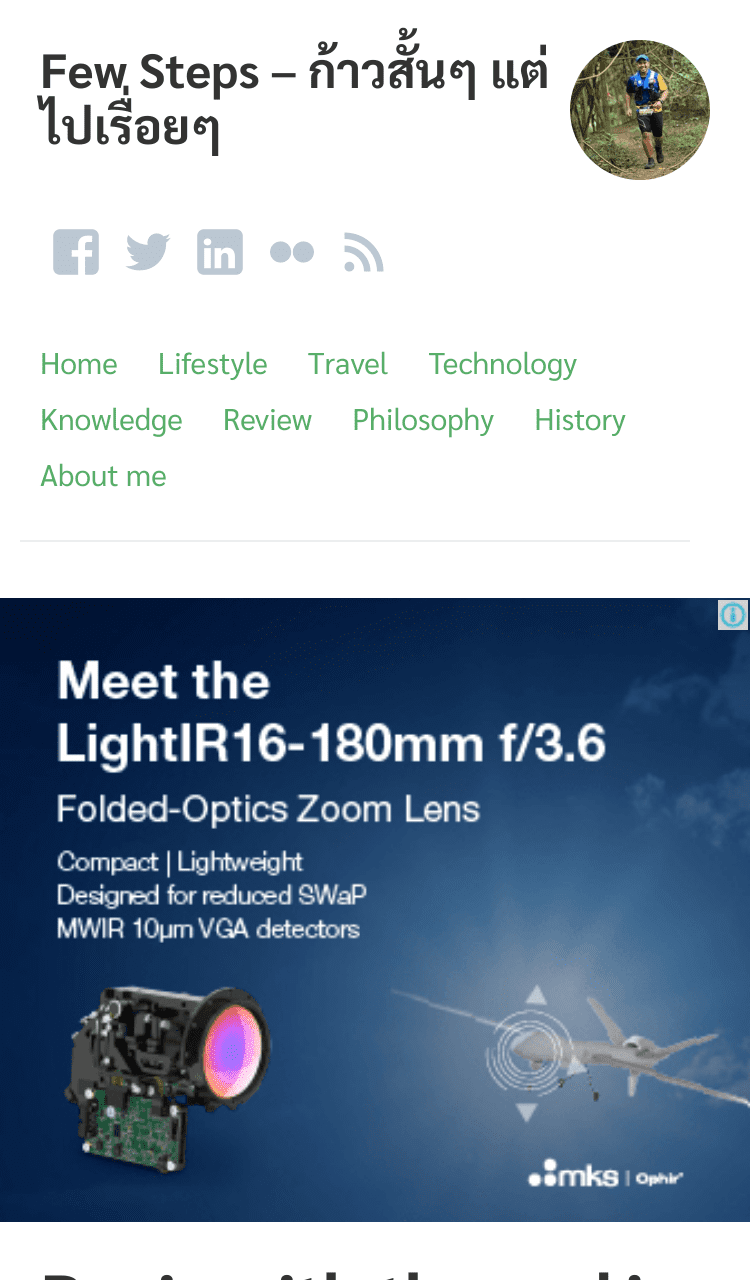 Few Steps – ก้าวสั้นๆ แต่
ไปเรื่อยๆ
Home Lifestyle Travel Technology
Knowledge Review Philosophy History
About me
Meet the
LightIR16-180mm f/3.6
Folded-Optics Zoom Lens
Compact | Lightweight
Designed for reduced SWaP
MWIR 10µm VGA detectors
mks | Ophir